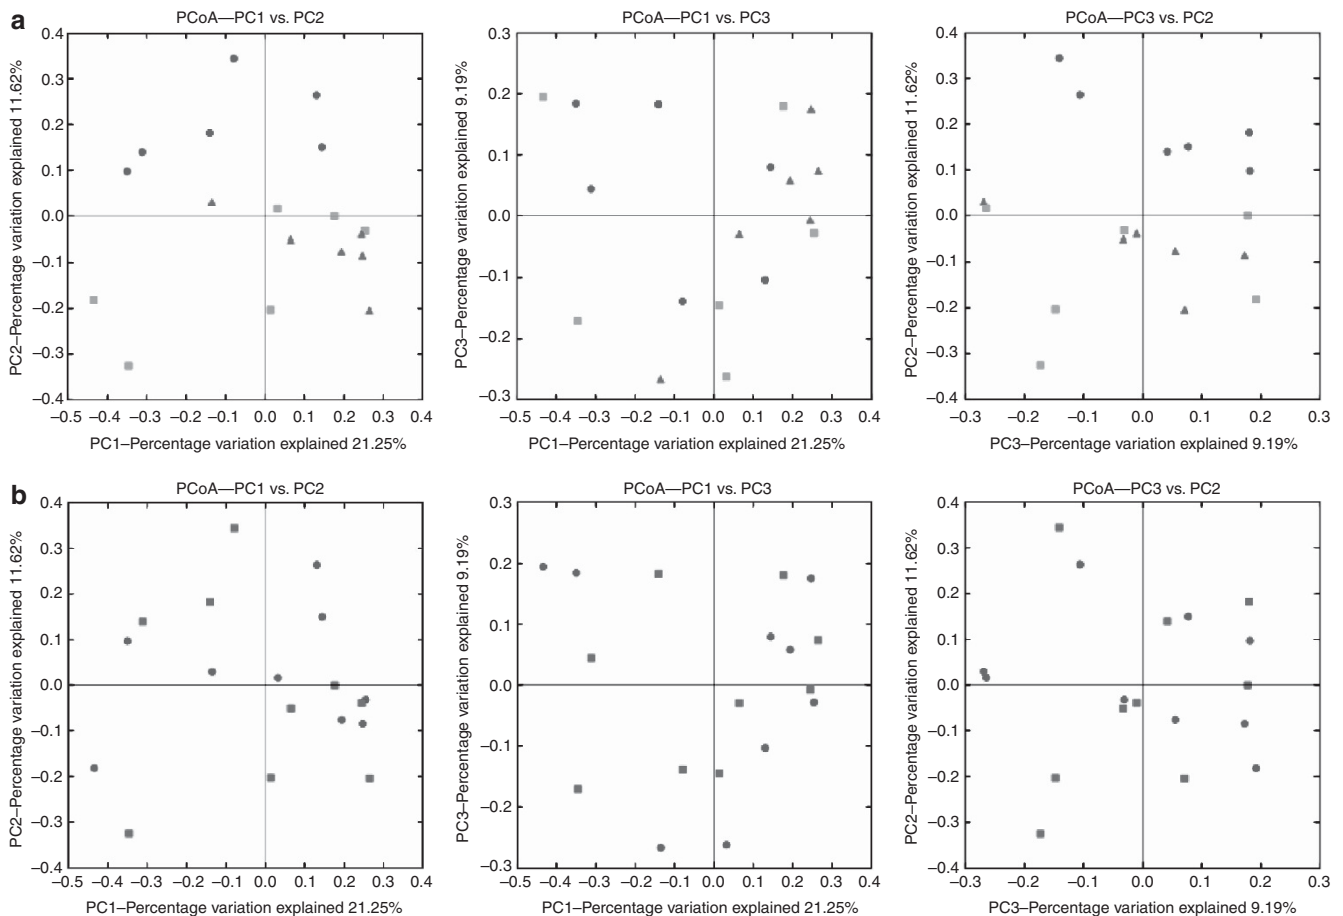 a
PCoA—PC1 vs. PC2
PC2–Percentage variation explained 11.62%
0.4
0.3
0.2
0.1
0.0
−0.1
−0.2
−0.3
−0.4
−0.5 −0.4 −0.3 −0.2 −0.1 0.0 0.1 0.2 0.3 0.4
PC1–Percentage variation explained 21.25%
PCoA—PC1 vs. PC3
PC3–Percentage variation explained 9.19%
0.3
0.2
0.1
0.0
−0.1
−0.2
−0.3
−0.5 −0.4 −0.3 −0.2 −0.1 0.0 0.1 0.2 0.3 0.4
PC1–Percentage variation explained 21.25%
PCoA—PC3 vs. PC2
PC2–Percentage variation explained 11.62%
0.4
0.3
0.2
0.1
0.0
−0.1
−0.2
−0.3
−0.4
−0.3 −0.2 −0.1 0.0 0.1 0.2 0.3
PC3–Percentage variation explained 9.19%
b
PCoA—PC1 vs. PC2
PC2–Percentage variation explained 11.62%
0.4
0.3
0.2
0.1
0.0
−0.1
−0.2
−0.3
−0.4
−0.5 −0.4 −0.3 −0.2 −0.1 0.0 0.1 0.2 0.3 0.4
PC1–Percentage variation explained 21.25%
PCoA—PC1 vs. PC3
PC3–Percentage variation explained 9.19%
0.3
0.2
0.1
0.0
−0.1
−0.2
−0.3
−0.5 −0.4 −0.3 −0.2 −0.1 0.0 0.1 0.2 0.3 0.4
PC1–Percentage variation explained 21.25%
PCoA—PC3 vs. PC2
PC2–Percentage variation explained 11.62%
0.4
0.3
0.2
0.1
0.0
−0.1
−0.2
−0.3
−0.4
−0.3 −0.2 −0.1 0.0 0.1 0.2 0.3
PC3–Percentage variation explained 9.19%